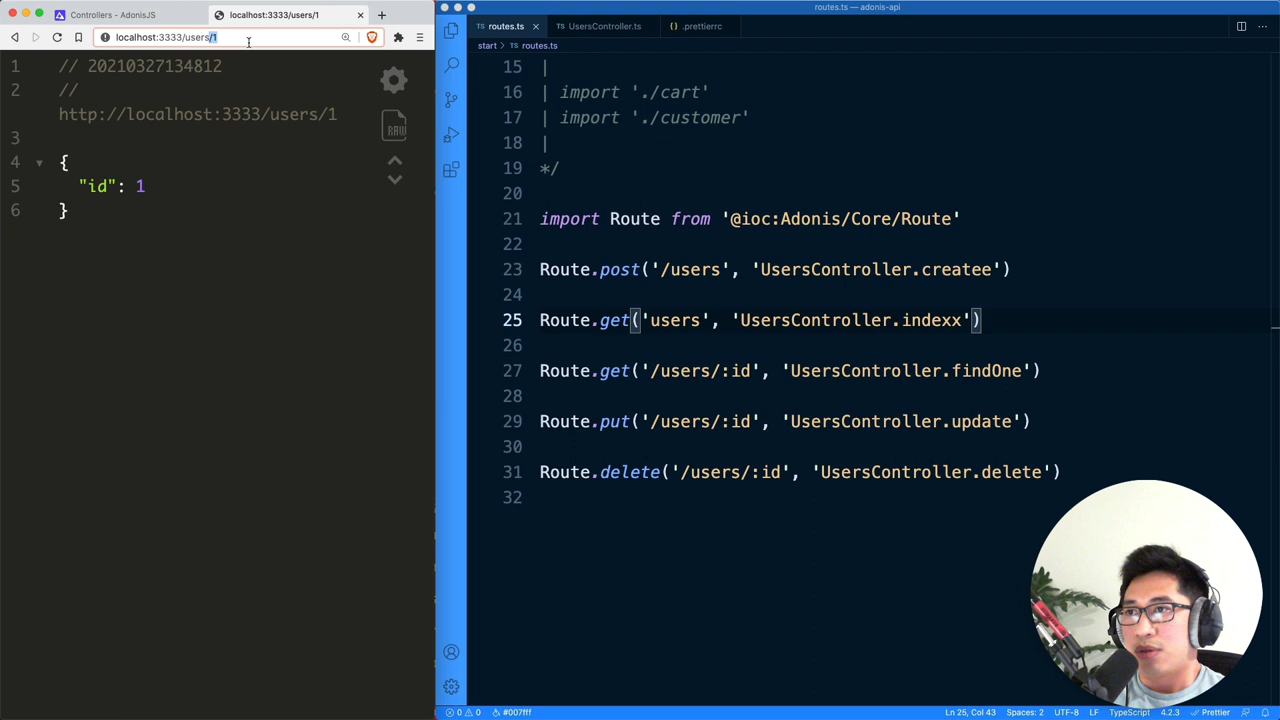 Controllers - AdonisJS
localhost:3333/users/1
localhost:3333/users/1
1 // 20210327134812
2 //
http://localhost:3333/users/1
3
4 {
5 "id": 1
6 }
RAW
routes.ts — adonis-api
routes.ts
UsersController.ts
.prettierrc
start > routes.ts
15 |
16 | import './cart'
17 | import './customer'
18 |
19 */
20
21 import Route from '@ioc:Adonis/Core/Route'
22
23 Route.post('/users', 'UsersController.createe')
24
25 Route.get('users', 'UsersController.indexx')
26
27 Route.get('/users/:id', 'UsersController.findOne')
28
29 Route.put('/users/:id', 'UsersController.update')
30
31 Route.delete('/users/:id', 'UsersController.delete')
32
0 0 #007fff
Ln 25, Col 43 Spaces: 2 UTF-8 LF TypeScript 4.2.3 Prettier